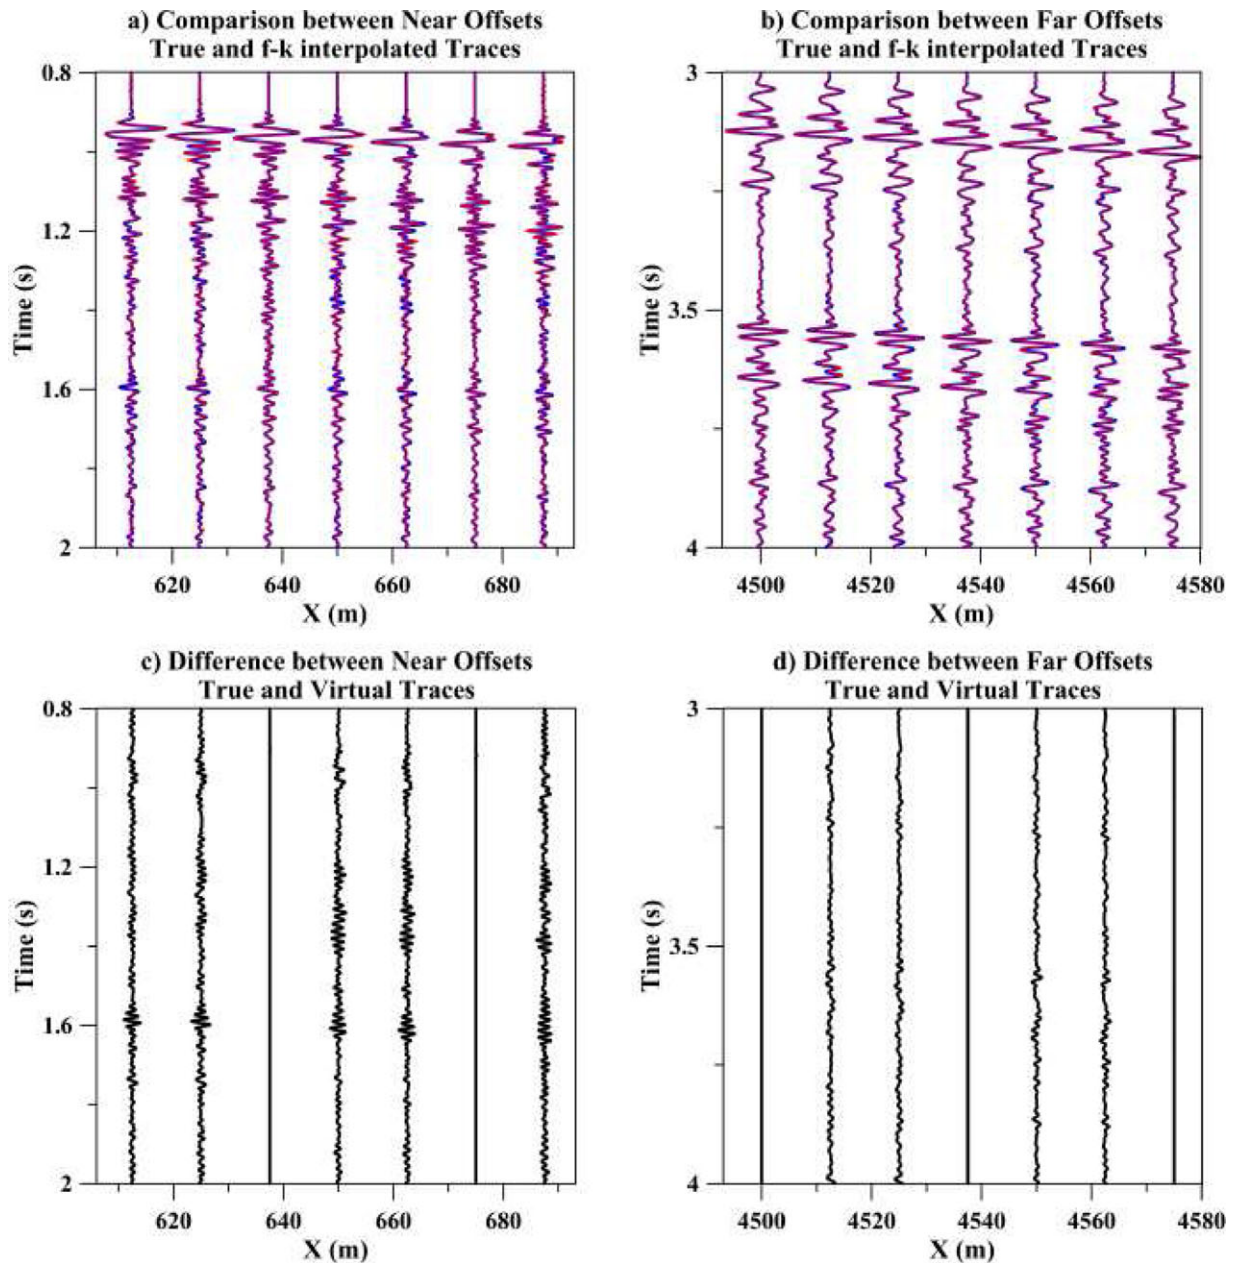 a) Comparison between Near Offsets
True and f-k interpolated Traces
0.8
1.2
1.6
2
Time (s)
620
640
660
680
X (m)
b) Comparison between Far Offsets
True and f-k interpolated Traces
3
3.5
4
Time (s)
4500
4520
4540
4560
4580
X (m)
c) Difference between Near Offsets
True and Virtual Traces
0.8
1.2
1.6
2
Time (s)
620
640
660
680
X (m)
d) Difference between Far Offsets
True and Virtual Traces
3
3.5
4
Time (s)
4500
4520
4540
4560
4580
X (m)